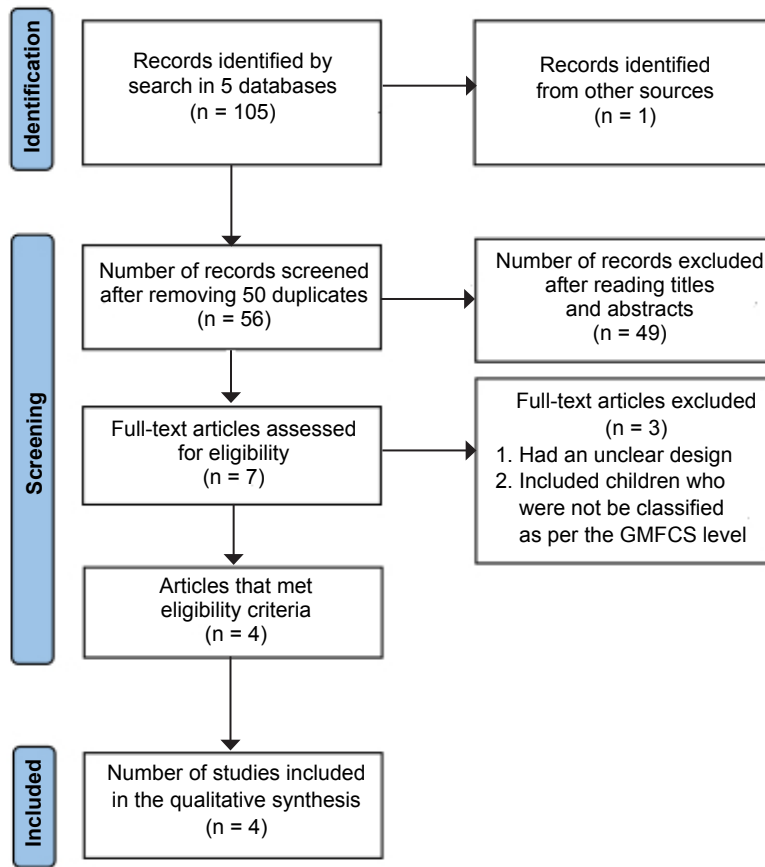 Identification
Records identified by
search in 5 databases
(n = 105)
Records identified
from other sources
(n = 1)
Screening
Number of records screened
after removing 50 duplicates
(n = 56)
Number of records excluded
after reading titles
and abstracts
(n = 49)
Full-text articles assessed
for eligibility
(n = 7)
Full-text articles excluded
(n = 3)
1. Had an unclear design
2. Included children who
were not be classified
as per the GMFCS level
Articles that met
eligibility criteria
(n = 4)
Included
Number of studies included
in the qualitative synthesis
(n = 4)